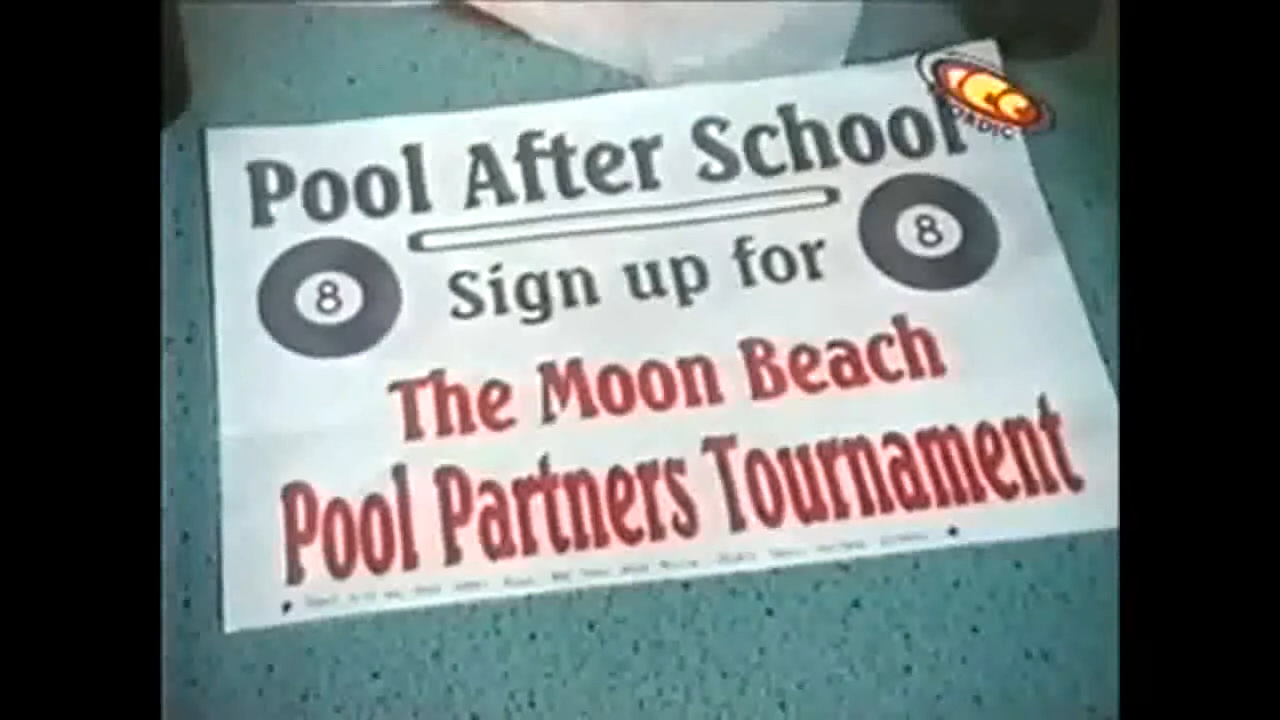 Pool After School
8
8
Sign up for
The Moon Beach
Pool Partners Tournament